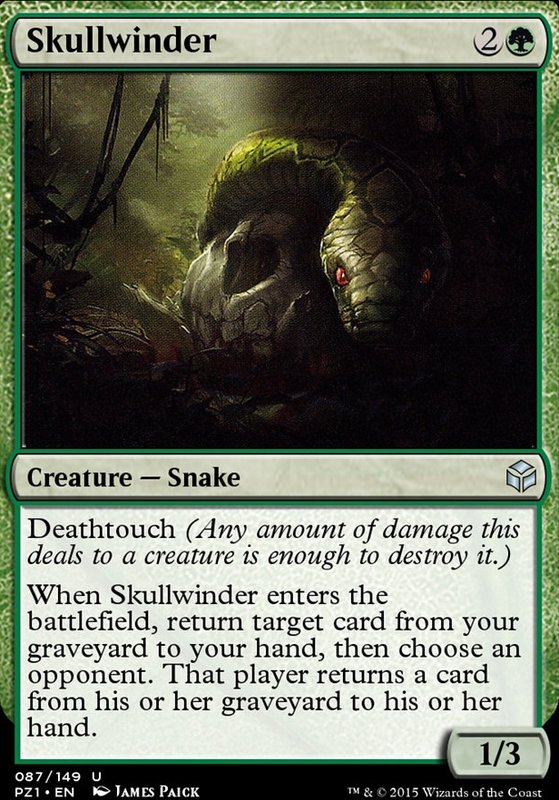 Skullwinder 2
Creature — Snake
Deathtouch (Any amount of damage this
deals to a creature is enough to destroy it.)
When Skullwinder enters the
battlefield, return target card from your
graveyard to your hand, then choose an
opponent. That player returns a card
from his or her graveyard to his or her
hand.
1/3
087/149 U
PZ1 • EN James Paick ™ & © 2015 Wizards of the Coast